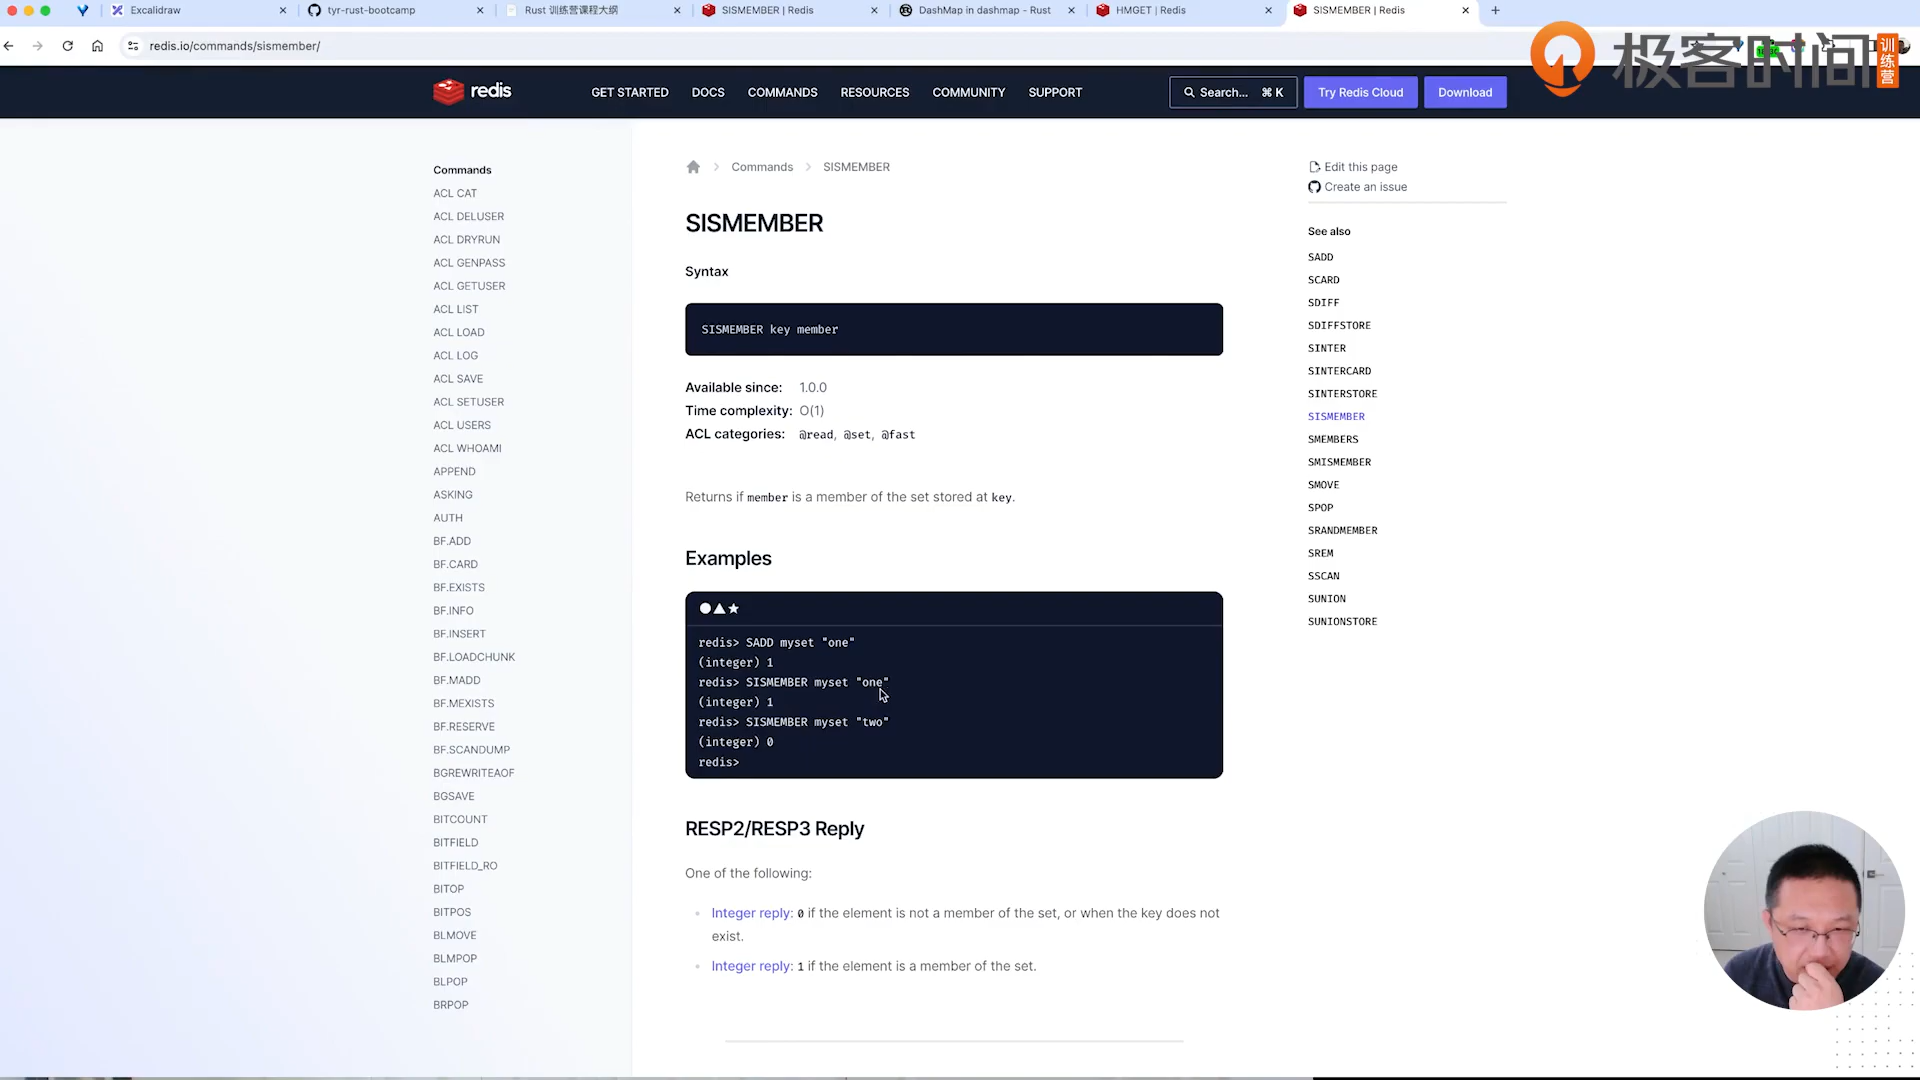 Excalidraw
tyr-rust-bootcamp
Rust 训练营课程大纲
SISMEMBER | Redis
DashMap in dashmap - Rust
HMGET | Redis
SISMEMBER | Redis
redis.io/commands/sismember/
极客时间
训练营
redis
GET STARTED
DOCS
COMMANDS
RESOURCES
COMMUNITY
SUPPORT
Search... ⌘ K
Try Redis Cloud
Download
Commands
ACL CAT
ACL DELUSER
ACL DRYRUN
ACL GENPASS
ACL GETUSER
ACL LIST
ACL LOAD
ACL LOG
ACL SAVE
ACL SETUSER
ACL USERS
ACL WHOAMI
APPEND
ASKING
AUTH
BF.ADD
BF.CARD
BF.EXISTS
BF.INFO
BF.INSERT
BF.LOADCHUNK
BF.MADD
BF.MEXISTS
BF.RESERVE
BF.SCANDUMP
BGREWRITEAOF
BGSAVE
BITCOUNT
BITFIELD
BITFIELD_RO
BITOP
BITPOS
BLMOVE
BLMPOP
BLPOP
BRPOP
Commands
SISMEMBER
SISMEMBER
Syntax
SISMEMBER key member
Available since: 1.0.0
Time complexity: O(1)
ACL categories: @read, @set, @fast
Returns if member is a member of the set stored at key.
Examples
redis> SADD myset "one"
(integer) 1
redis> SISMEMBER myset "one"
(integer) 1
redis> SISMEMBER myset "two"
(integer) 0
redis>
RESP2/RESP3 Reply
One of the following:
Integer reply: 0 if the element is not a member of the set, or when the key does not
exist.
Integer reply: 1 if the element is a member of the set.
Edit this page
Create an issue
See also
SADD
SCARD
SDIFF
SDIFFSTORE
SINTER
SINTERCARD
SINTERSTORE
SISMEMBER
SMEMBERS
SMISMEMBER
SMOVE
SPOP
SRANDMEMBER
SREM
SSCAN
SUNION
SUNIONSTORE